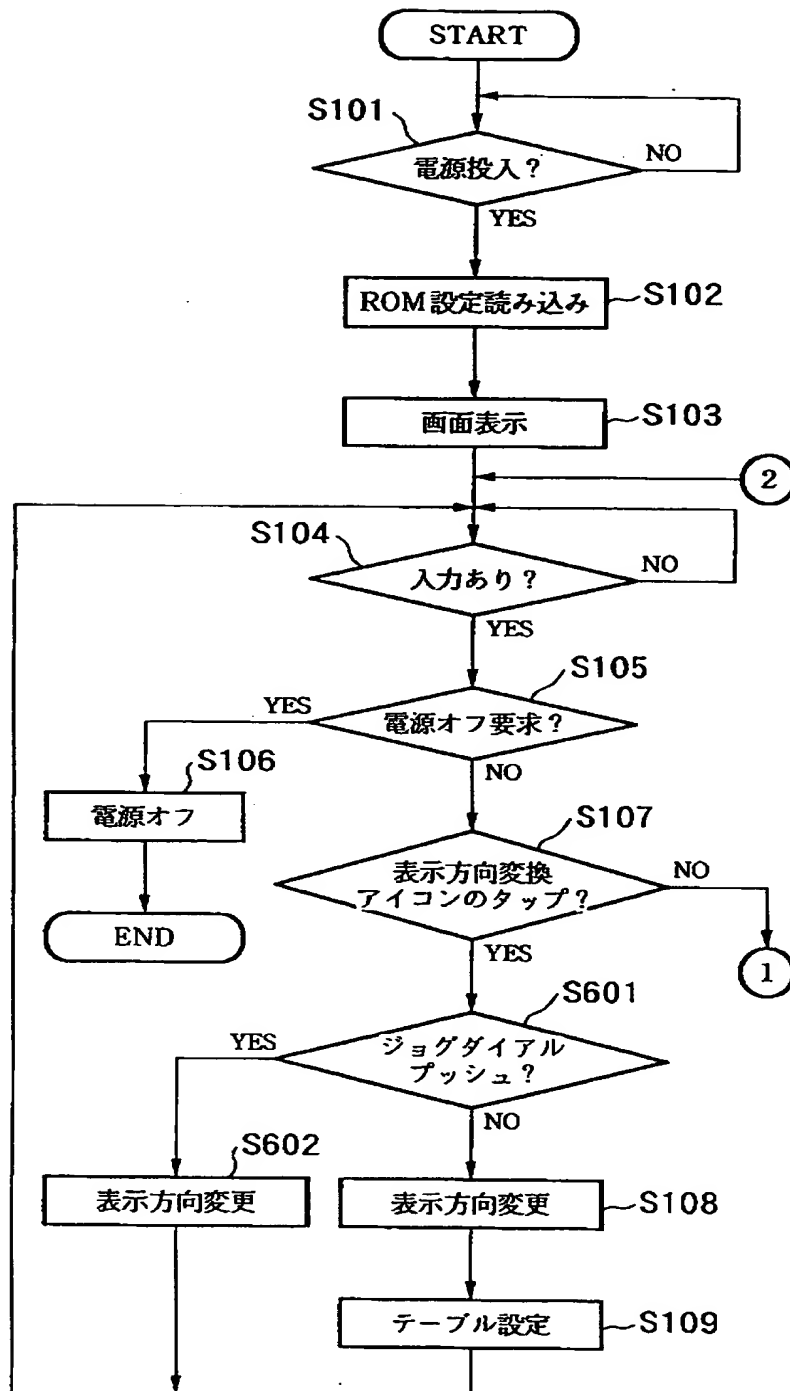 START
S101
電源投入？
NO
YES
ROM設定読み込み
S102
画面表示
S103
2
S104
入力あり？
NO
YES
S105
YES
電源オフ要求？
NO
S106
電源オフ
END
S107
表示方向変換
アイコンのタップ？
NO
YES
1
S601
YES
ジョグダイアル
プッシュ？
NO
S602
表示方向変更
表示方向変更
S108
テーブル設定
S109